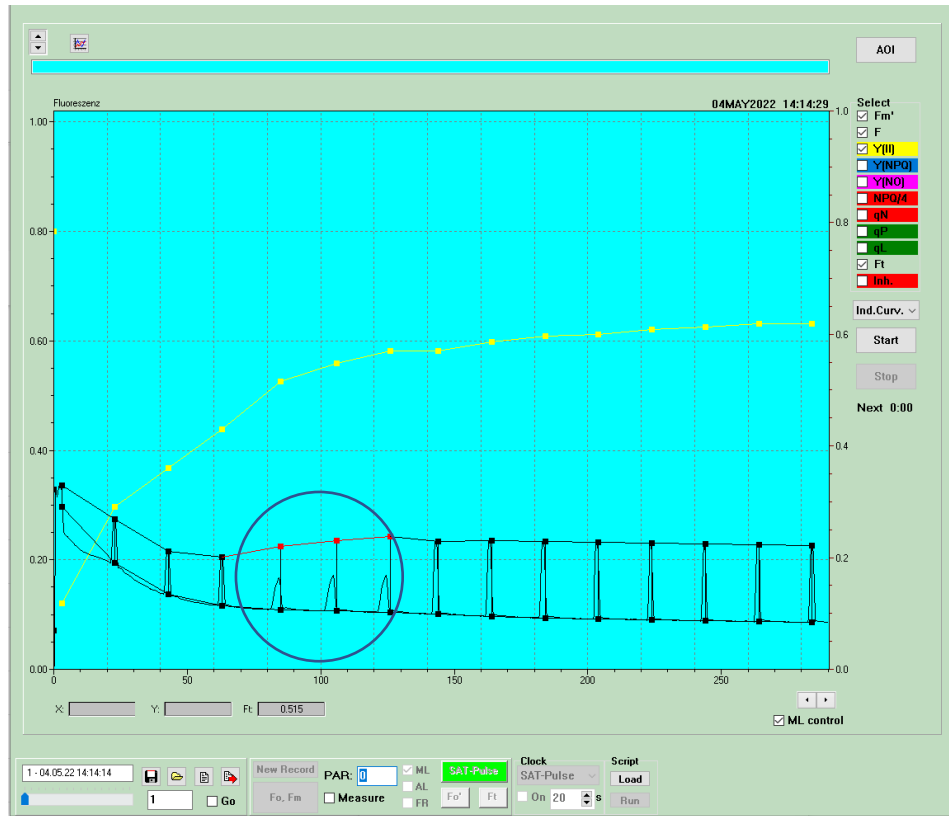 AOI
Fluoreszenz
04MAY2022 14:14:29
1.00
0.80
0.60
0.40
0.20
0.00
1.0
0.8
0.6
0.4
0.2
0.0
0
50
100
150
200
250
Select
Fm'
F
Y(II)
Y(NPQ)
Y(NO)
NPQ/4
qN
qP
qL
Ft
Inh.
Ind.Curv.
Start
Stop
Next 0:00
X:
Y:
Ft: 0.515
ML control
1 - 04.05.22 14:14:14
1
Go
New Record
Fo, Fm
PAR: 0
Measure
ML
AL
FR
SAT-Pulse
Fo'
Ft
Clock
SAT-Pulse
On 20 s
Script
Load
Run